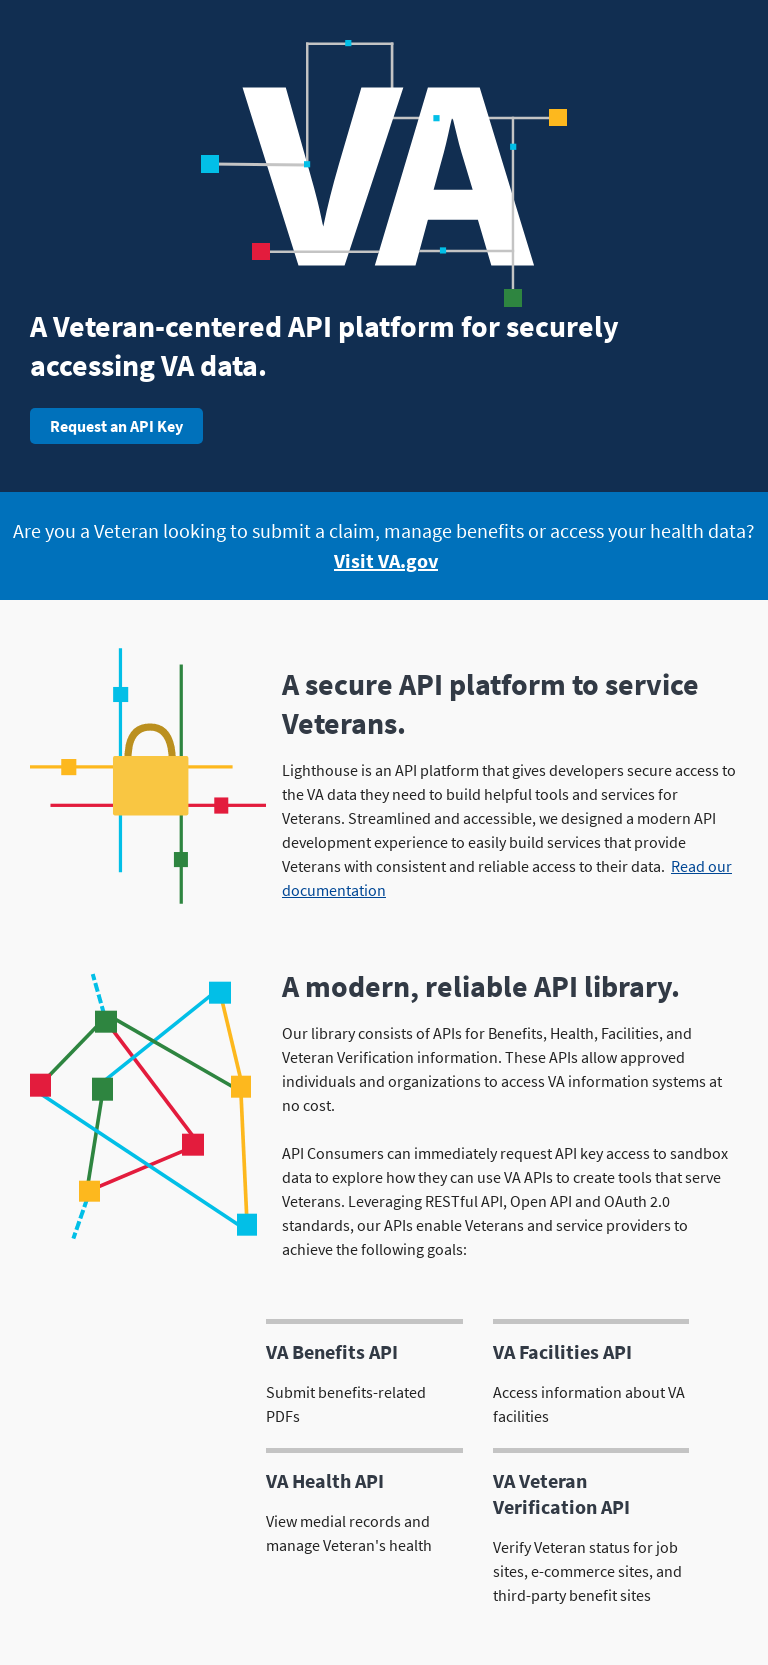 VA
A Veteran-centered API platform for securely
accessing VA data.
Request an API Key
Are you a Veteran looking to submit a claim, manage benefits or access your health data?
Visit VA.gov
A secure API platform to service
Veterans.
Lighthouse is an API platform that gives developers secure access to
the VA data they need to build helpful tools and services for
Veterans. Streamlined and accessible, we designed a modern API
development experience to easily build services that provide
Veterans with consistent and reliable access to their data. Read our
documentation
A modern, reliable API library.
Our library consists of APIs for Benefits, Health, Facilities, and
Veteran Verification information. These APIs allow approved
individuals and organizations to access VA information systems at
no cost.
API Consumers can immediately request API key access to sandbox
data to explore how they can use VA APIs to create tools that serve
Veterans. Leveraging RESTful API, Open API and OAuth 2.0
standards, our APIs enable Veterans and service providers to
achieve the following goals:
VA Benefits API
Submit benefits-related
PDFs
VA Facilities API
Access information about VA
facilities
VA Health API
View medial records and
manage Veteran's health
VA Veteran
Verification API
Verify Veteran status for job
sites, e-commerce sites, and
third-party benefit sites